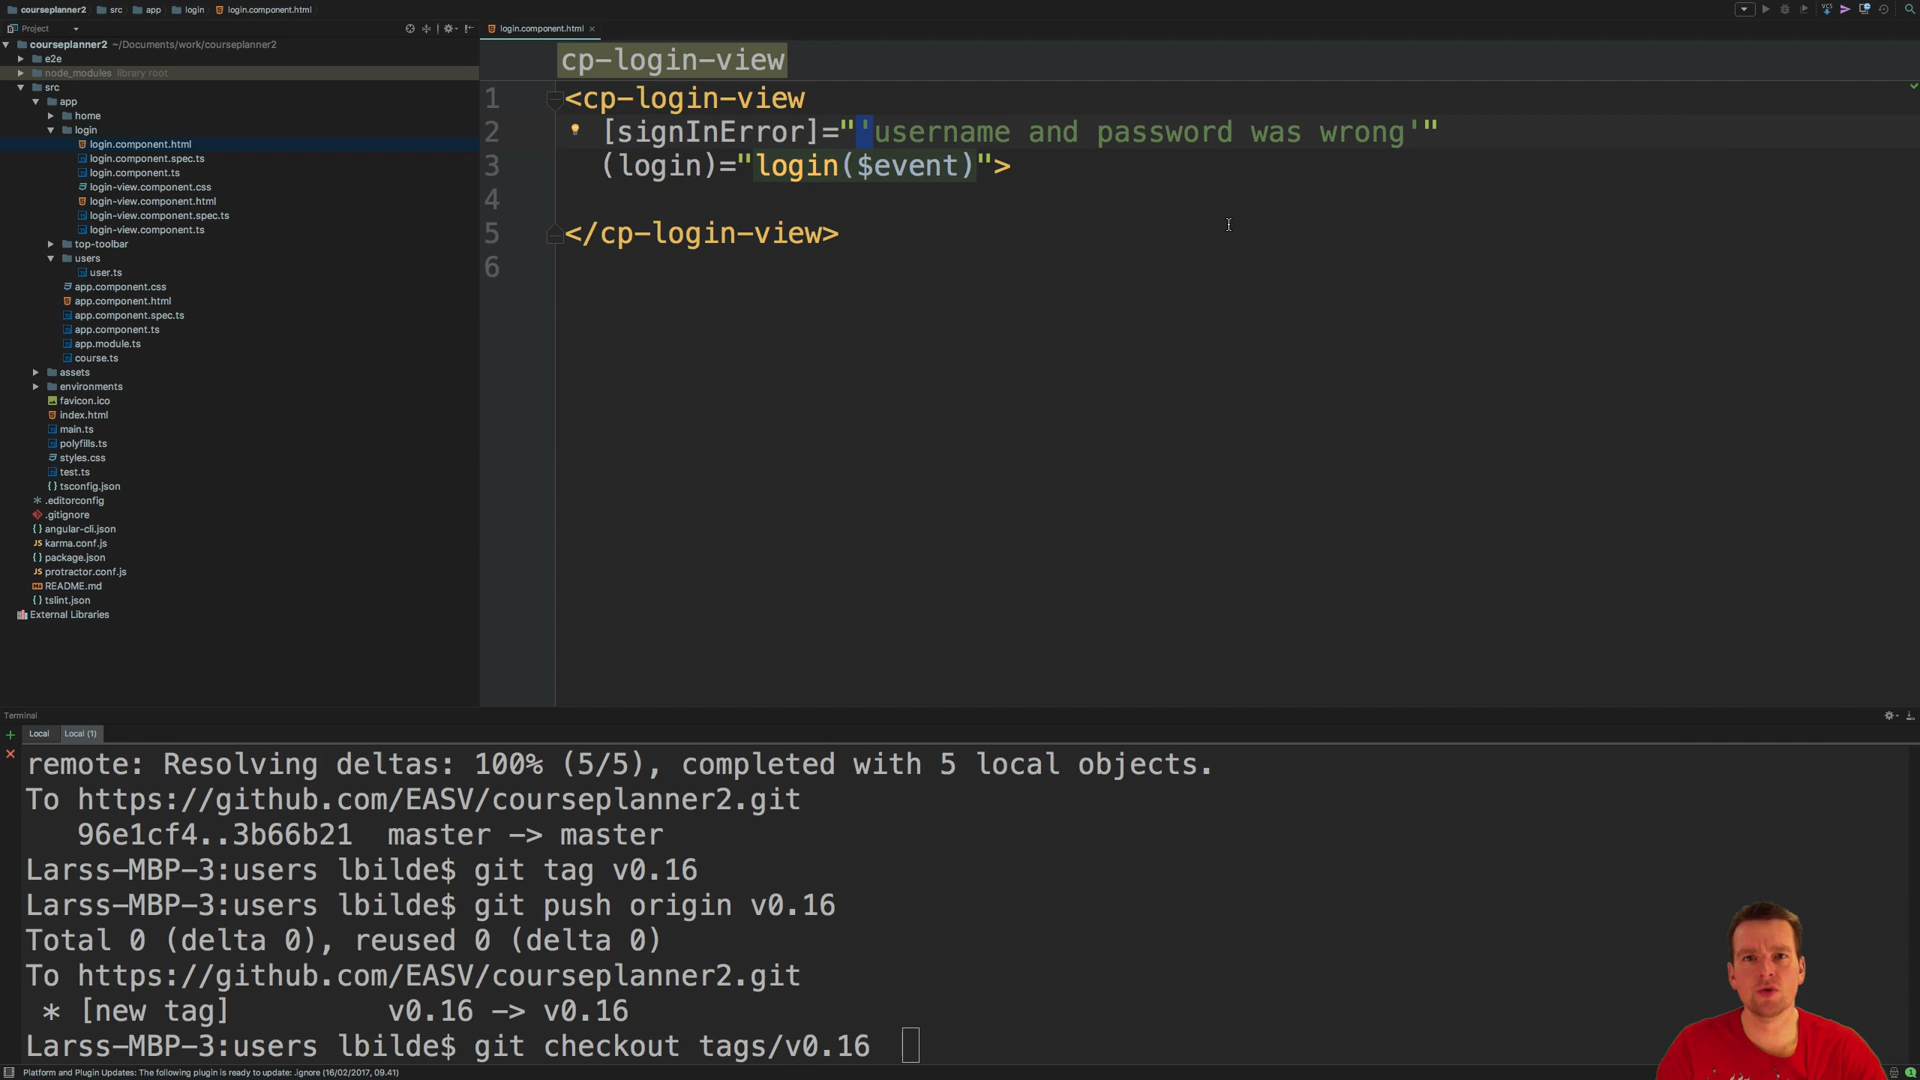 courseplanner2 src app login login.component.html
Project
login.component.html
courseplanner2 ~/Documents/work/courseplanner2
e2e
node_modules library root
src
app
home
login
login.component.html
login.component.spec.ts
login.component.ts
login-view.component.css
login-view.component.html
login-view.component.spec.ts
login-view.component.ts
top-toolbar
users
user.ts
app.component.css
app.component.html
app.component.spec.ts
app.component.ts
app.module.ts
course.ts
assets
environments
favicon.ico
index.html
main.ts
polyfills.ts
styles.css
test.ts
tsconfig.json
.editorconfig
.gitignore
angular-cli.json
karma.conf.js
package.json
protractor.conf.js
README.md
tslint.json
External Libraries
cp-login-view
1 <cp-login-view
2 [signInError]="'username and password was wrong'"
3 (login)="login($event)">
4
5 </cp-login-view>
6
Terminal
Local Local (1)
remote: Resolving deltas: 100% (5/5), completed with 5 local objects.
To https://github.com/EASV/courseplanner2.git
96e1cf4..3b66b21 master -> master
Larss-MBP-3:users lbilde$ git tag v0.16
Larss-MBP-3:users lbilde$ git push origin v0.16
Total 0 (delta 0), reused 0 (delta 0)
To https://github.com/EASV/courseplanner2.git
* [new tag] v0.16 -> v0.16
Larss-MBP-3:users lbilde$ git checkout tags/v0.16
Platform and Plugin Updates: The following plugin is ready to update: .ignore (16/02/2017, 09.41)